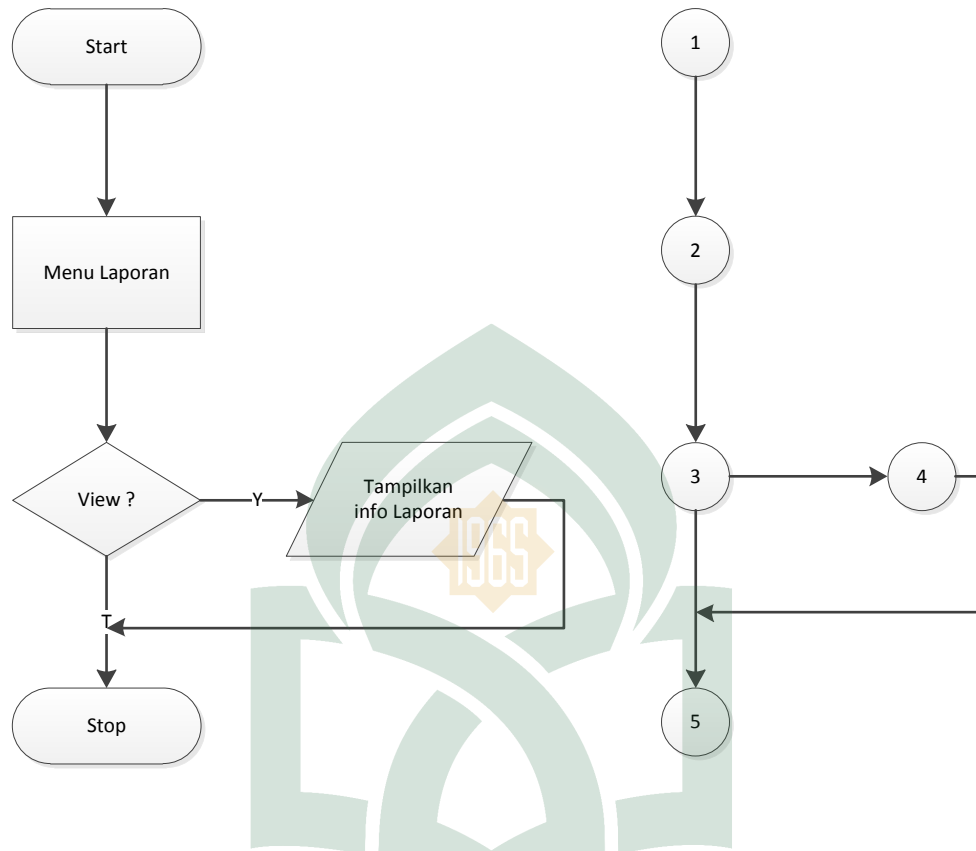 Start
1
Menu Laporan
2
View ?
Y
Tampilkan
info Laporan
3
4
1965
T
Stop
5